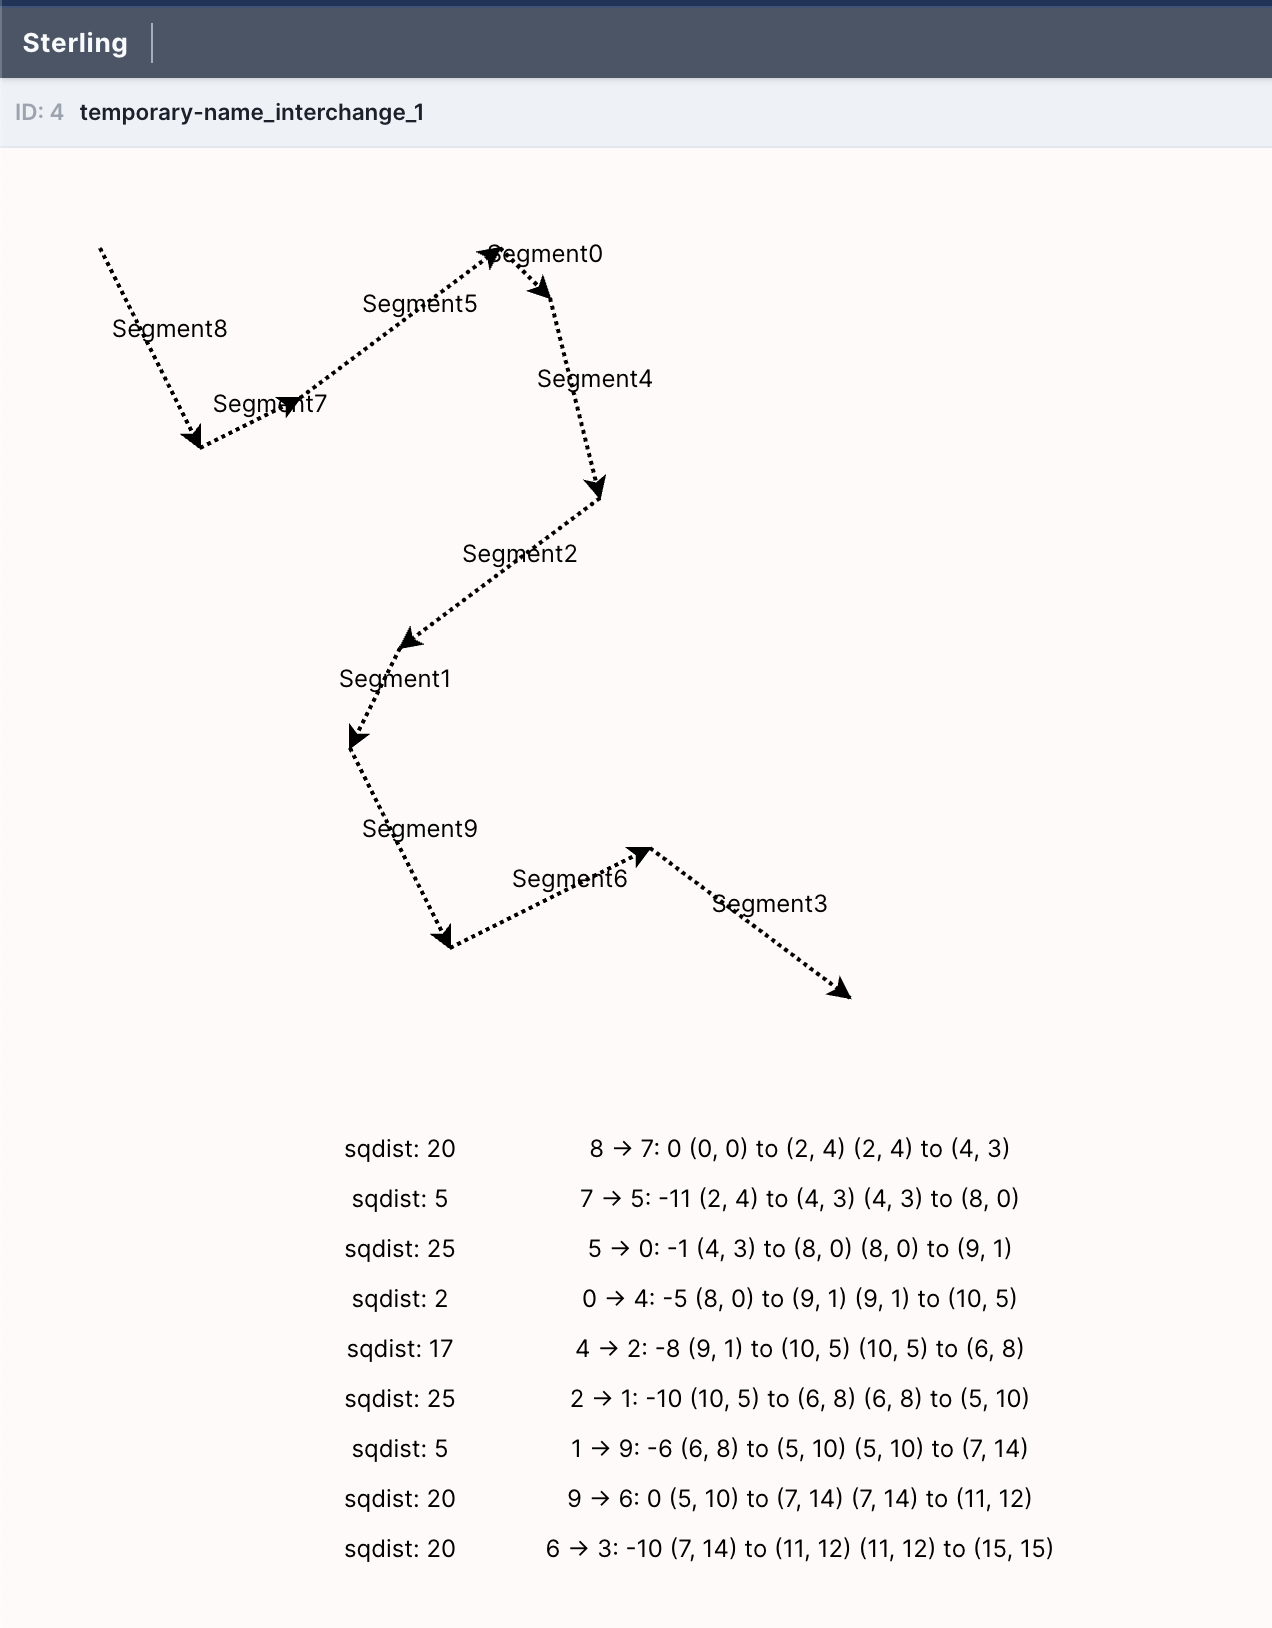 Sterling
ID: 4 temporary-name_interchange_1
Segment0
Segment5
Segment8
Segment4
Segment7
Segment2
Segment1
Segment9
Segment6
Segment3
sqdist: 20 8 → 7: 0 (0, 0) to (2, 4) (2, 4) to (4, 3)
sqdist: 5 7 → 5: -11 (2, 4) to (4, 3) (4, 3) to (8, 0)
sqdist: 25 5 → 0: -1 (4, 3) to (8, 0) (8, 0) to (9, 1)
sqdist: 2 0 → 4: -5 (8, 0) to (9, 1) (9, 1) to (10, 5)
sqdist: 17 4 → 2: -8 (9, 1) to (10, 5) (10, 5) to (6, 8)
sqdist: 25 2 → 1: -10 (10, 5) to (6, 8) (6, 8) to (5, 10)
sqdist: 5 1 → 9: -6 (6, 8) to (5, 10) (5, 10) to (7, 14)
sqdist: 20 9 → 6: 0 (5, 10) to (7, 14) (7, 14) to (11, 12)
sqdist: 20 6 → 3: -10 (7, 14) to (11, 12) (11, 12) to (15, 15)